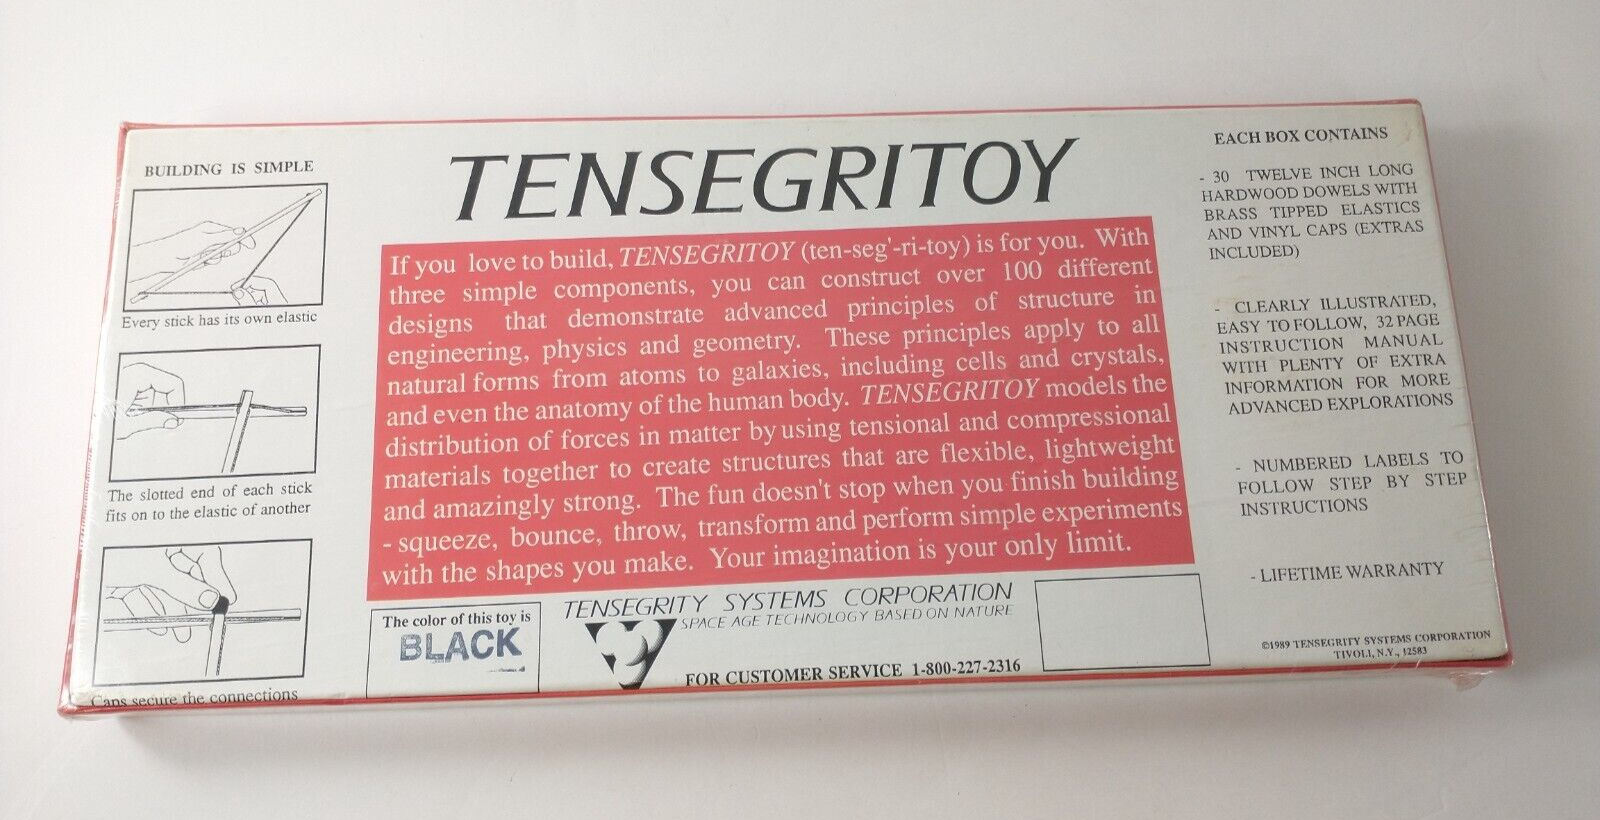 BUILDING IS SIMPLE
Every stick has its own elastic
The slotted end of each stick
fits on to the elastic of another
Caps secure the connections
TENSEGRITOY
If you love to build, TENSEGRITOY (ten-seg'-ri-toy) is for you. With
three simple components, you can construct over 100 different
designs that demonstrate advanced principles of structure in
engineering, physics and geometry. These principles apply to all
natural forms from atoms to galaxies, including cells and crystals,
and even the anatomy of the human body. TENSEGRITOY models the
distribution of forces in matter by using tensional and compressional
materials together to create structures that are flexible, lightweight
and amazingly strong. The fun doesn't stop when you finish building
- squeeze, bounce, throw, transform and perform simple experiments
with the shapes you make. Your imagination is your only limit.
The color of this toy is
BLACK
TENSEGRITY SYSTEMS CORPORATION
SPACE AGE TECHNOLOGY BASED ON NATURE
FOR CUSTOMER SERVICE 1-800-227-2316
EACH BOX CONTAINS
- 30 TWELVE INCH LONG
HARDWOOD DOWELS WITH
BRASS TIPPED ELASTICS
AND VINYL CAPS (EXTRAS
INCLUDED)
- CLEARLY ILLUSTRATED,
EASY TO FOLLOW, 32 PAGE
INSTRUCTION MANUAL
WITH PLENTY OF EXTRA
INFORMATION FOR MORE
ADVANCED EXPLORATIONS
- NUMBERED LABELS TO
FOLLOW STEP BY STEP
INSTRUCTIONS
- LIFETIME WARRANTY
©1989 TENSEGRITY SYSTEMS CORPORATION
TIVOLI, N.Y., 12583